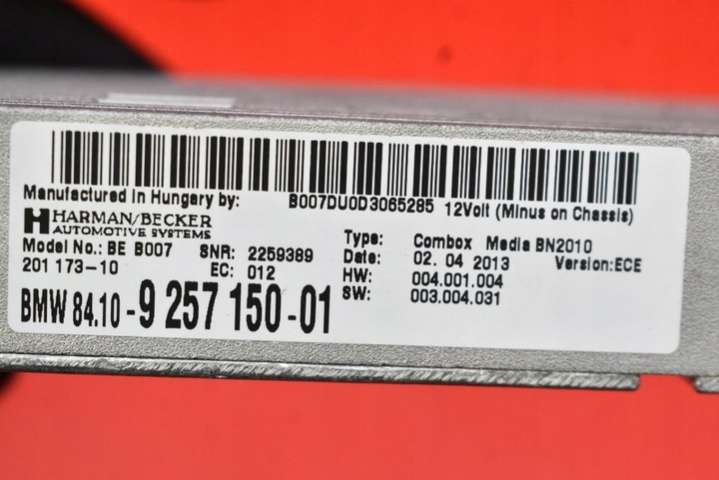 Manufactured in Hungary by: B007DU0D3065285 12Volt (Minus on Chassis)
HARMAN/BECKER
AUTOMOTIVE SYSTEMS
Model No.: BE B007 SNR: 2259389
201 173-10 EC: 012
BMW 84.10-9 257 150-01
Type: Combox Media BN2010
Date: 02. 04 2013 Version:ECE
HW: 004.001.004
SW: 003.004.031